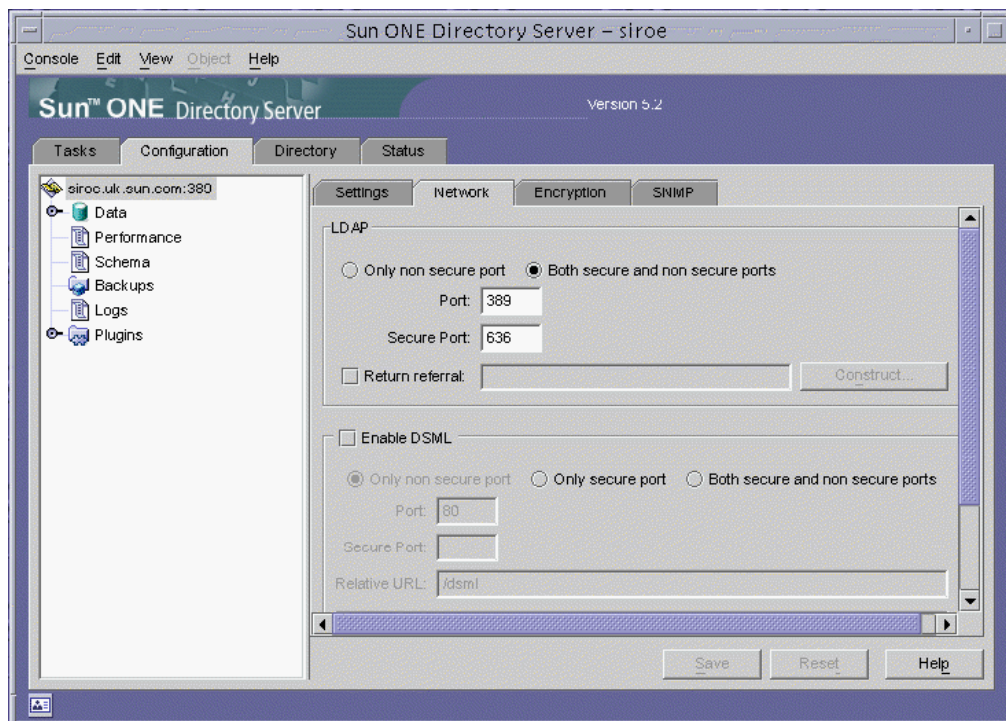 Sun ONE Directory Server – siroe
Console Edit View Object Help
Sun™ ONE Directory Server
Version 5.2
Tasks Configuration Directory Status
siroc.uk.sun.com:380
Data
Performance
Schema
Backups
Logs
Plugins
Settings Network Encryption SNMP
LDAP
Only non secure port Both secure and non secure ports
Port: 389
Secure Port: 636
Return referral: Construct...
Enable DSML
Only non secure port Only secure port Both secure and non secure ports
Port: 80
Secure Port:
Relative URL: /dsml
Save Reset Help